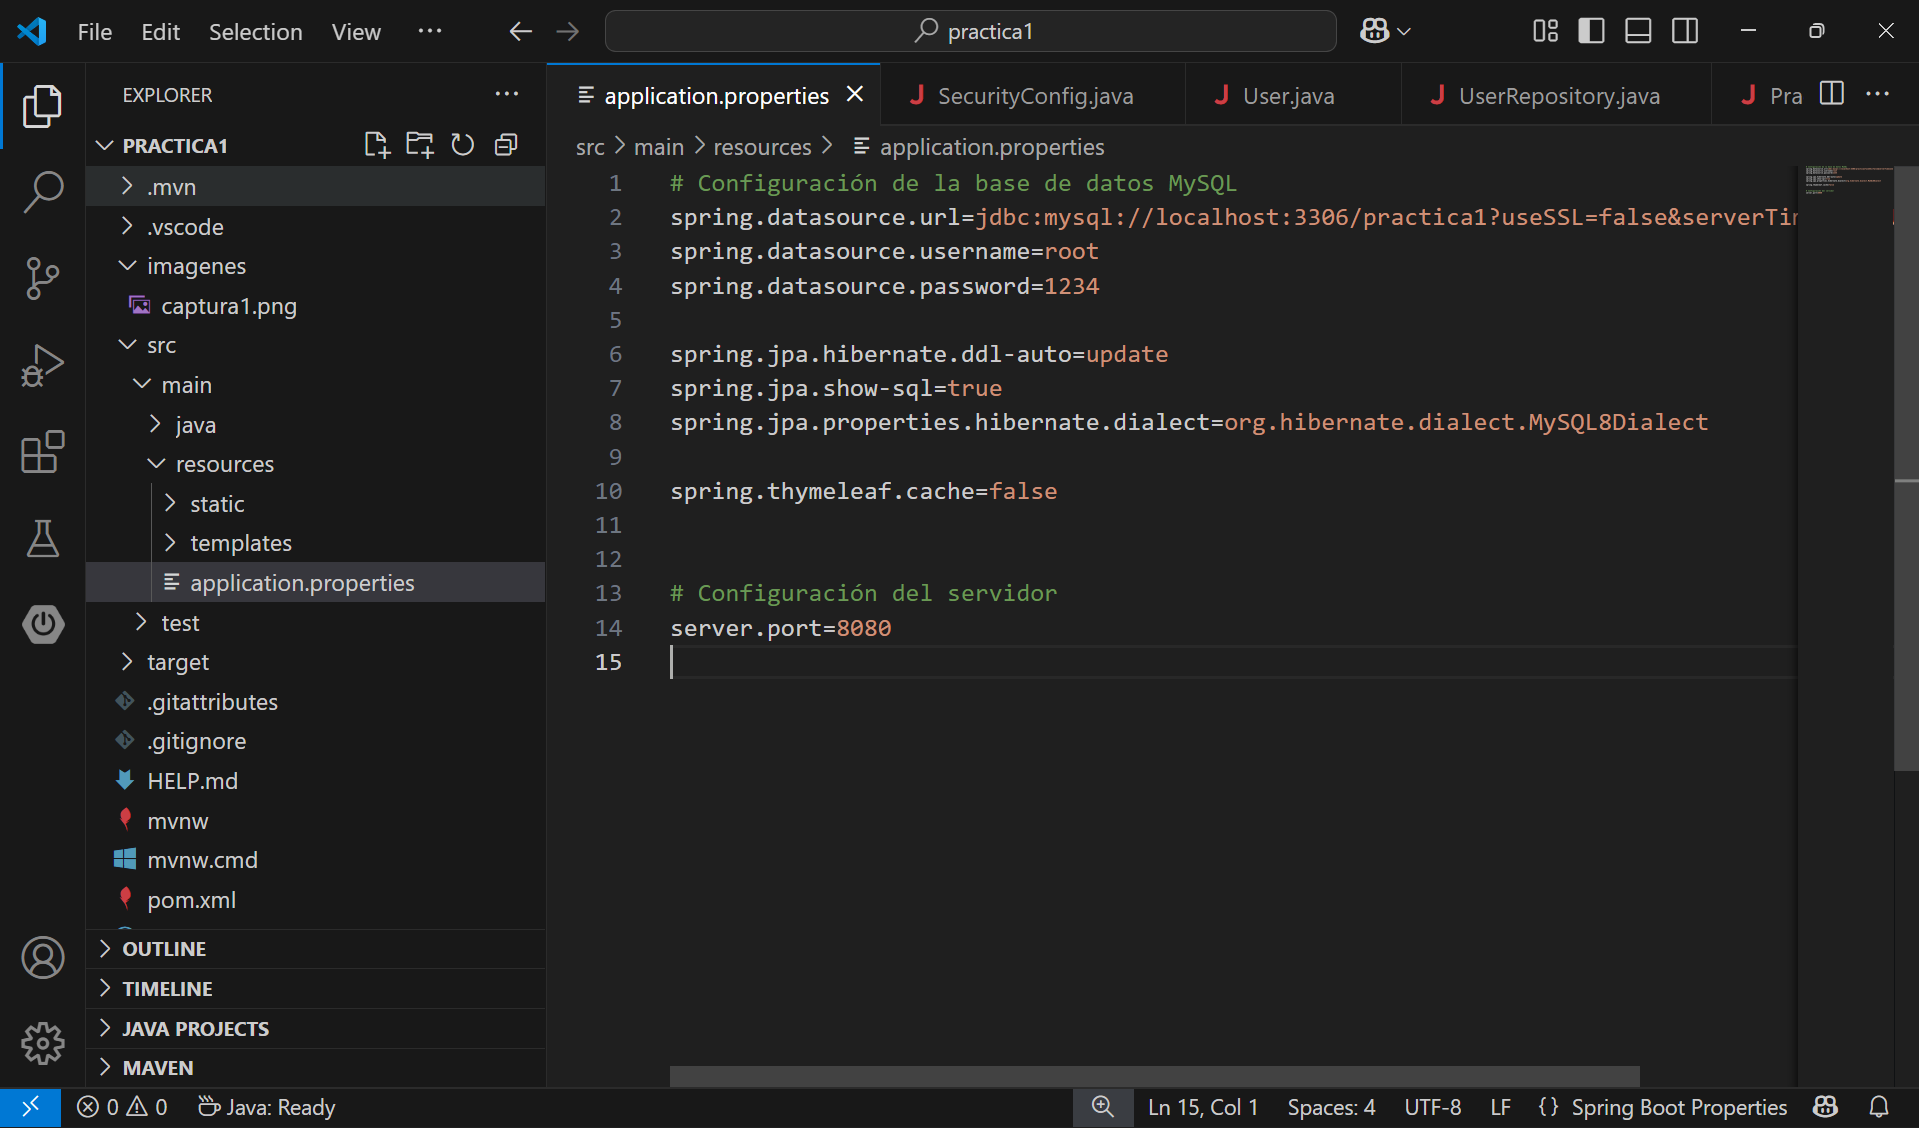 File Edit Selection View ··· practica1
EXPLORER ···
PRACTICA1
.mvn
.vscode
imagenes
captura1.png
src
main
java
resources
static
templates
application.properties
test
target
.gitattributes
.gitignore
HELP.md
mvnw
mvnw.cmd
pom.xml
OUTLINE
TIMELINE
JAVA PROJECTS
MAVEN
application.properties SecurityConfig.java User.java UserRepository.java Pra ···
src > main > resources > application.properties
1 # Configuración de la base de datos MySQL
2 spring.datasource.url=jdbc:mysql://localhost:3306/practica1?useSSL=false&serverTi
3 spring.datasource.username=root
4 spring.datasource.password=1234
5
6 spring.jpa.hibernate.ddl-auto=update
7 spring.jpa.show-sql=true
8 spring.jpa.properties.hibernate.dialect=org.hibernate.dialect.MySQL8Dialect
9
10 spring.thymeleaf.cache=false
11
12
13 # Configuración del servidor
14 server.port=8080
15
0 0 Java: Ready Ln 15, Col 1 Spaces: 4 UTF-8 LF {} Spring Boot Properties